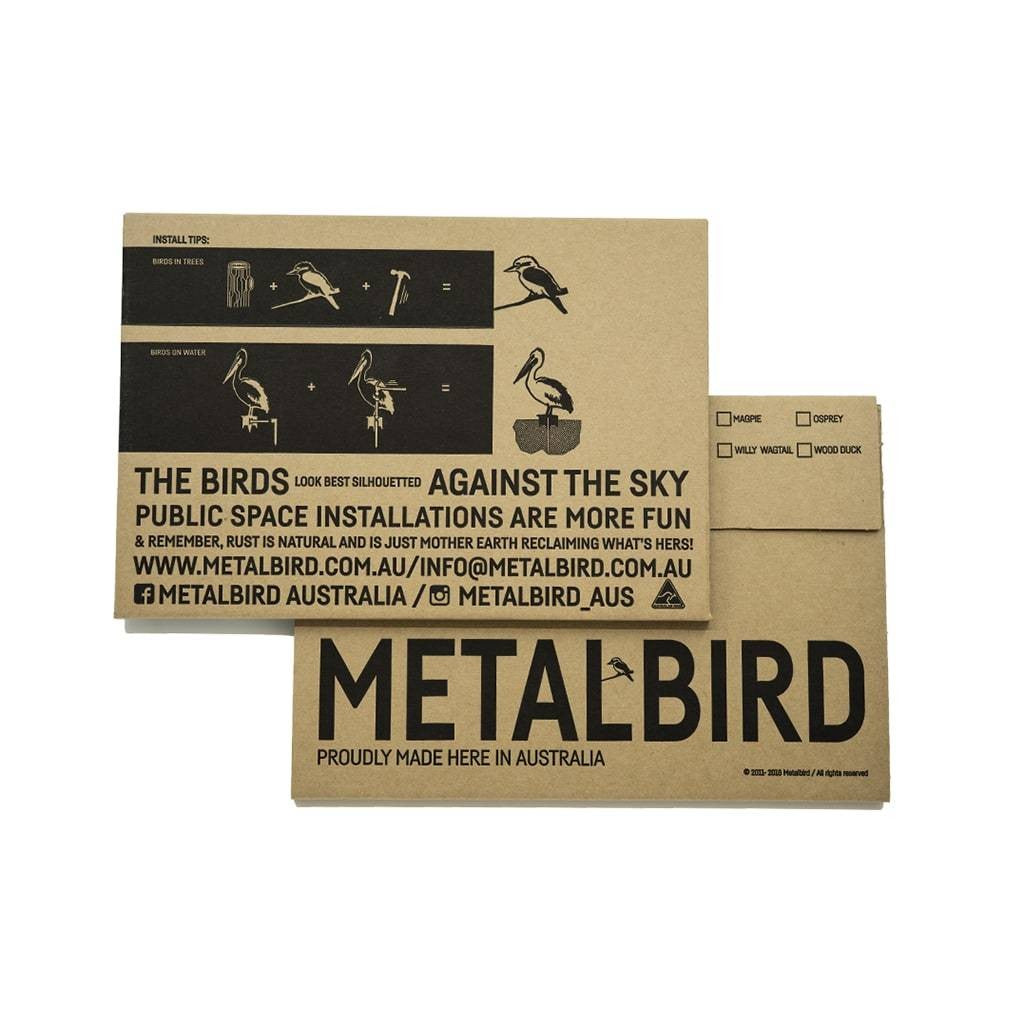 INSTALL TIPS:
BIRDS IN TREES
+ + =
BIRDS ON WATER
+ =
THE BIRDS LOOK BEST SILHOUETTED AGAINST THE SKY
PUBLIC SPACE INSTALLATIONS ARE MORE FUN
& REMEMBER, RUST IS NATURAL AND IS JUST MOTHER EARTH RECLAIMING WHAT'S HERS!
WWW.METALBIRD.COM.AU/INFO@METALBIRD.COM.AU
METALBIRD AUSTRALIA / METALBIRD_AUS
MAGPIE OSPREY
WILLY WAGTAIL WOOD DUCK
METALBIRD
PROUDLY MADE HERE IN AUSTRALIA
© 2011- 2016 Metalbird / All rights reserved